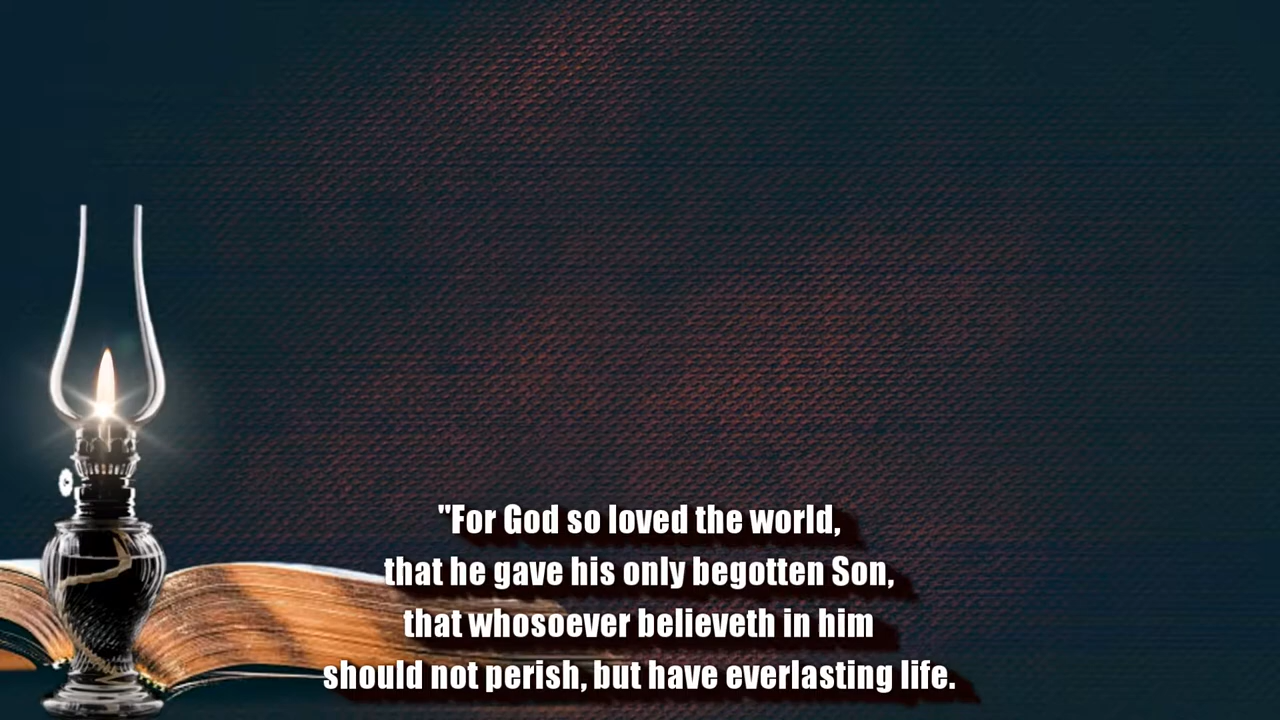 "For God so loved the world,
that he gave his only begotten Son,
that whosoever believeth in him
should not perish, but have everlasting life.